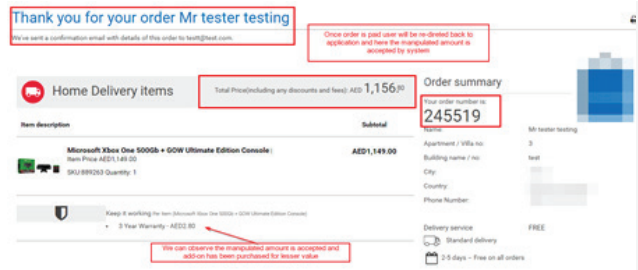 Thank you for your order Mr tester testing
We've sent a confirmation email with details of this order to testt@test.com.
Once order is paid user will be re-direted back to
application and here the manipulated amount is
accepted by system
Home Delivery items
Total Price(including any discounts and fees): AED 1,156.80
Order summary
Your order number is:
245519
Item description
Subtotal
Name:
Mr tester testing
Microsoft Xbox One 500Gb + GOW Ultimate Edition Console |
AED1,149.00
Item Price AED1,149.00
SKU:889263 Quantity: 1
Apartment / Villa no:
3
Building name / no:
test
City:
Country:
Phone Number:
Keep it working Per item (Microsoft Xbox One 500Gb + GOW Ultimate Edition Console)
• 3 Year Warranty - AED2.80
Delivery service
FREE
Standard delivery
We can observe the manipulated amount is accepted and
add-on has been purchased for lesser value
2-5 days - Free on all orders